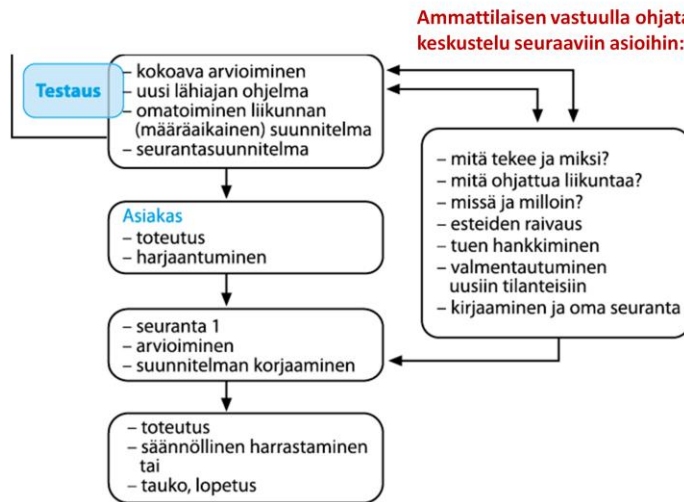 Ammattilaisen vastuulla ohjata
keskustelu seuraaviin asioihin:
Testaus
– kokoava arvioiminen
– uusi lähiajan ohjelma
– omatoiminen liikunnan
(määräaikainen) suunnitelma
– seurantasuunnitelma
– mitä tekee ja miksi?
– mitä ohjattua liikuntaa?
– missä ja milloin?
– esteiden raivaus
– tuen hankkiminen
– valmentautuminen
uusiin tilanteisiin
– kirjaaminen ja oma seuranta
Asiakas
– toteutus
– harjaantuminen
– seuranta 1
– arvioiminen
– suunnitelman korjaaminen
– toteutus
– säännöllinen harrastaminen
tai
– tauko, lopetus